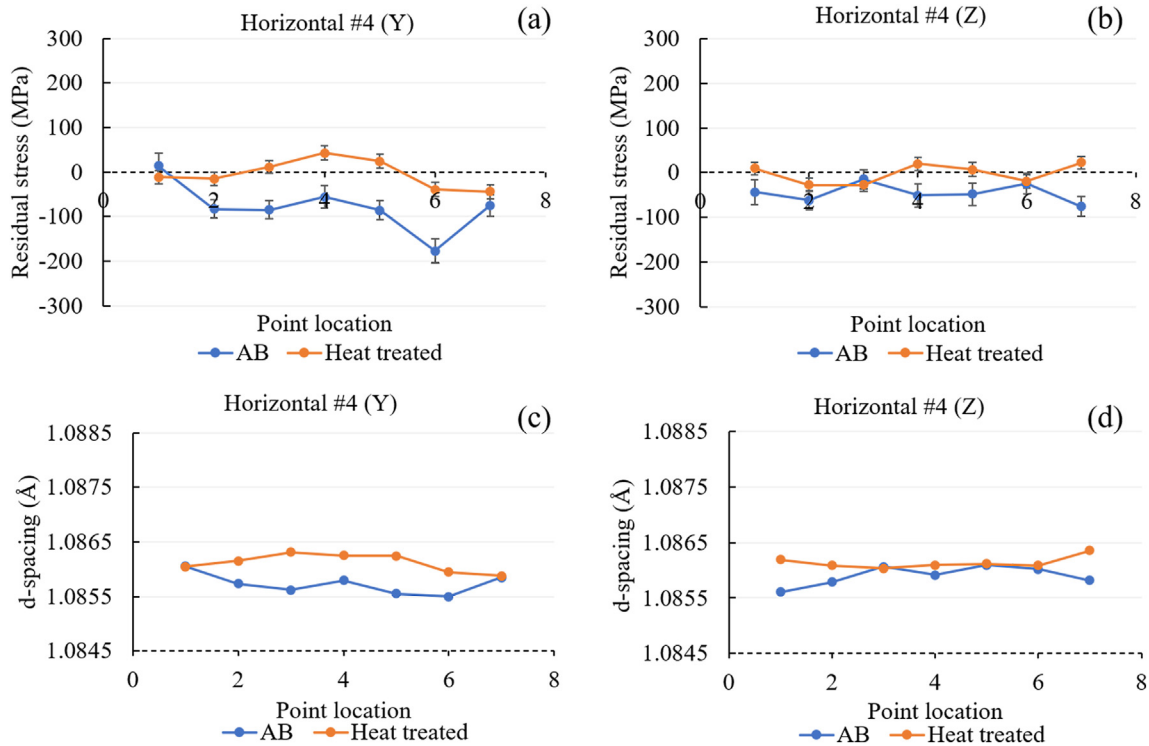 Horizontal #4 (Y)
(a)
Residual stress (MPa)
300
200
100
0
-100
-200
-300
0
2
4
6
8
Point location
AB
Heat treated
Horizontal #4 (Z)
(b)
Residual stress (MPa)
300
200
100
0
-100
-200
-300
0
2
4
6
8
Point location
AB
Heat treated
Horizontal #4 (Y)
(c)
d-spacing (Å)
1.0885
1.0875
1.0865
1.0855
1.0845
0
2
4
6
8
Point location
AB
Heat treated
Horizontal #4 (Z)
(d)
d-spacing (Å)
1.0885
1.0875
1.0865
1.0855
1.0845
0
2
4
6
8
Point location
AB
Heat treated